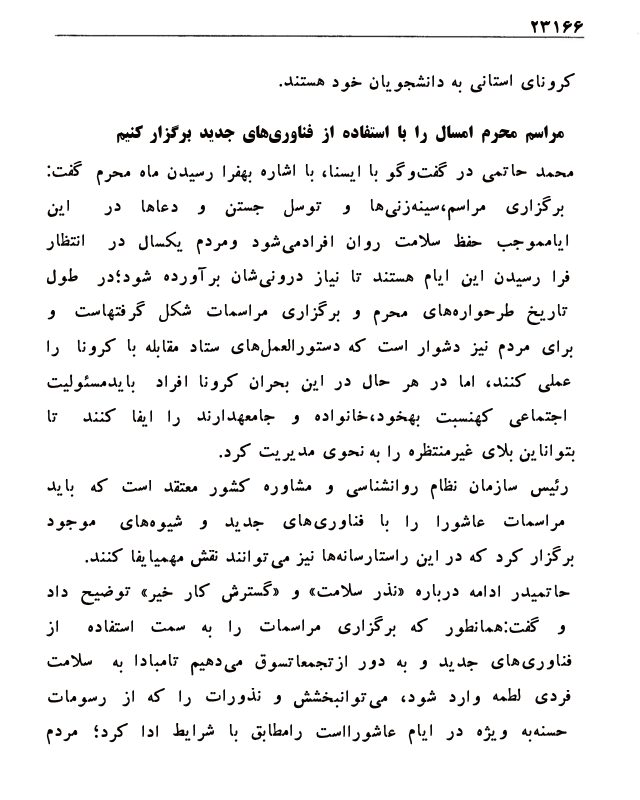 ۲۳۱۶۶
کرونای استانی به دانشجویان خود هستند.
مراسم محرم امسال را با استفاده از فناوری‌های جدید برگزار کنیم
محمد حاتمی در گفت‌وگو با ایسنا، با اشاره بهفرا رسیدن ماه محرم گفت:
برگزاری مراسم،سینه‌زنی‌ها و توسل جستن و دعاها در این
ایامموجب حفظ سلامت روان افرادمی‌شود ومردم یکسال در انتظار
فرا رسیدن این ایام هستند تا نیاز درونی‌شان برآورده شود؛در طول
تاریخ طرحواره‌های محرم و برگزاری مراسمات شکل گرفتهاست و
برای مردم نیز دشوار است که دستورالعمل‌های ستاد مقابله با کرونا را
عملی کنند، اما در هر حال در این بحران کرونا افراد بایدمسئولیت
اجتماعی کهنسبت بهخود،خانواده و جامعهدارند را ایفا کنند تا
بتوااین بلای غیرمنتظره را به نحوی مدیریت کرد.
رئیس سازمان نظام روانشناسی و مشاوره کشور معتقد است که باید
مراسمات عاشورا را با فناوری‌های جدید و شیوه‌های موجود
برگزار کرد که در این راستارسانه‌ها نیز می‌توانند نقش مهمیایفا کنند.
حاتمیدر ادامه درباره «نذر سلامت» و «گسترش کار خیر» توضیح داد
و گفت:همانطور که برگزاری مراسمات را به سمت استفاده از
فناوری‌های جدید و به دور ازتجمعاتسوق می‌دهیم تامبادا به سلامت
فردی لطمه وارد شود، می‌توانبخشش و نذورات را که از رسومات
حسنه‌به ویژه در ایام عاشورااست رامطابق با شرایط ادا کرد؛ مردم